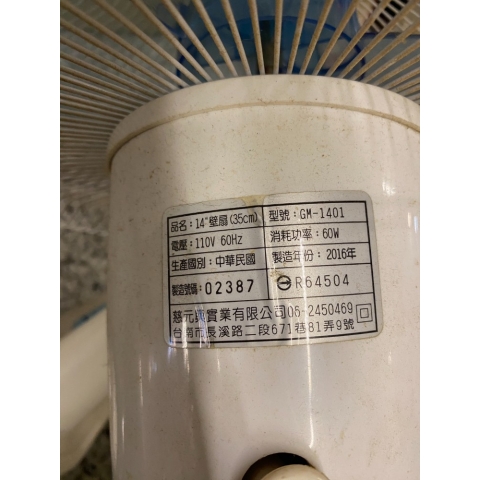 品名：14"壁扇(35cm) 型號：GM-1401
電壓：110V 60Hz 消耗功率：60W
生產國別：中華民國 製造年份：2016年
製造號碼：02387 R64504
慈元興實業有限公司06-2450469
台南市長溪路二段671巷81弄9號